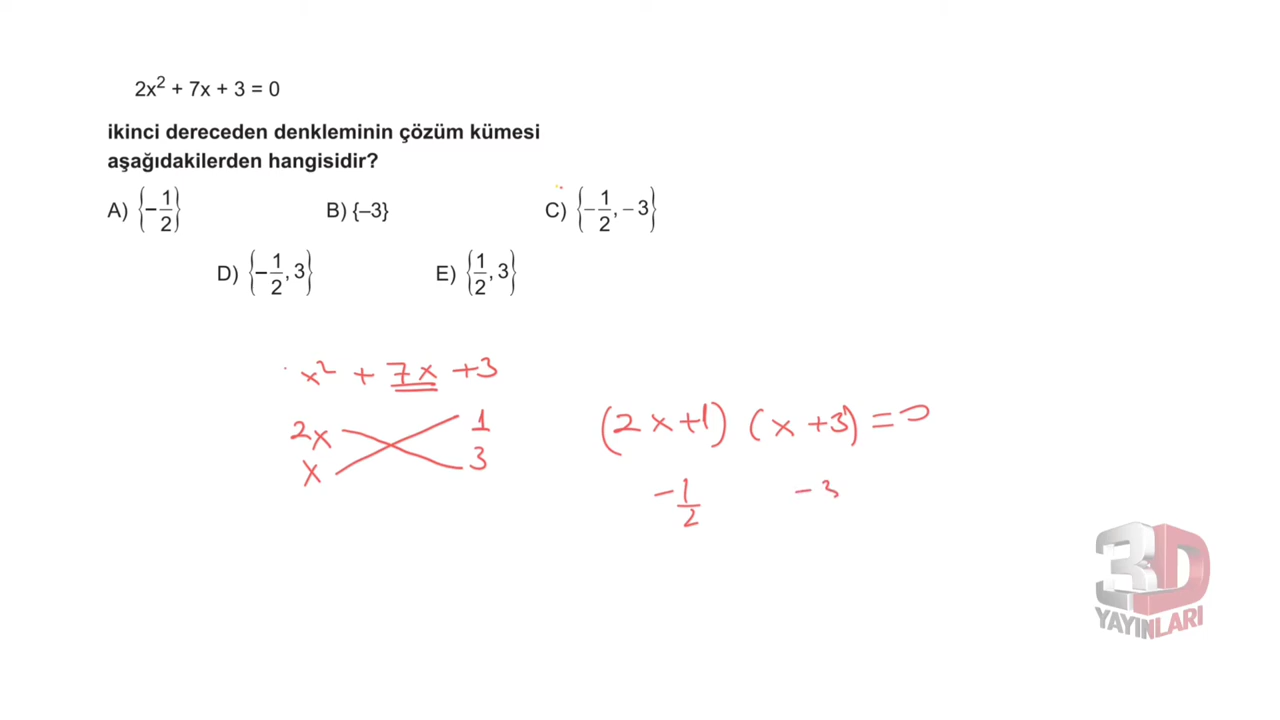 2x² + 7x + 3 = 0
ikinci dereceden denkleminin çözüm kümesi
aşağıdakilerden hangisidir?
A) {-1/2} B) {–3} C) {-1/2, -3}
D) {-1/2, 3} E) {1/2, 3}
x² + 7x + 3
2x 1
x 3
(2x+1) (x+3) = 0
-1/2 -3
3D
YAYINLARI